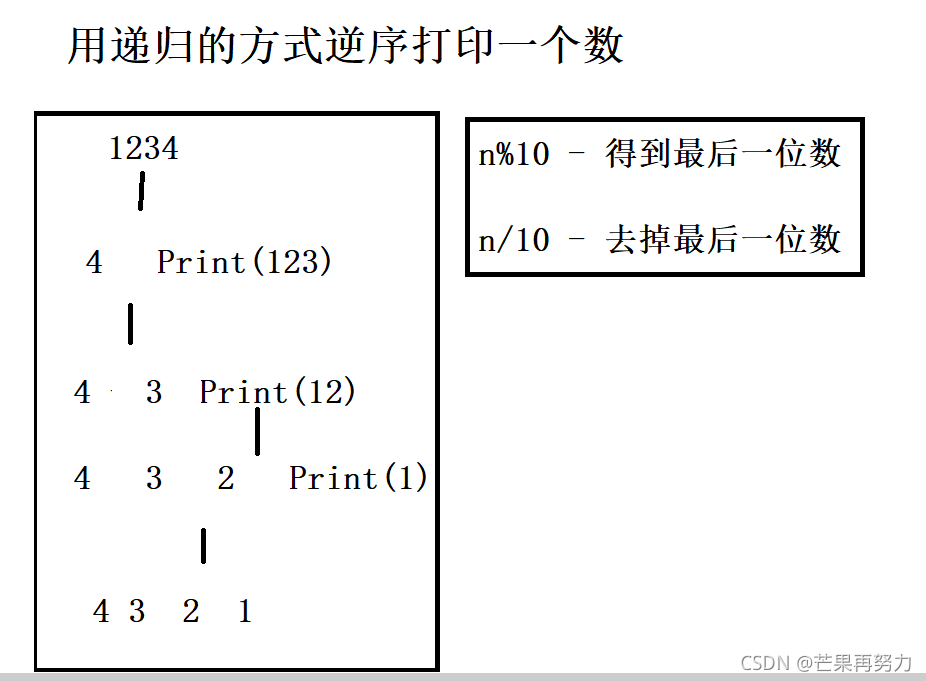 用递归的方式逆序打印一个数
1234
4 Print(123)
4 3 Print(12)
4 3 2 Print(1)
4 3 2 1
n%10 - 得到最后一位数
n/10 - 去掉最后一位数
CSDN @芒果再努力